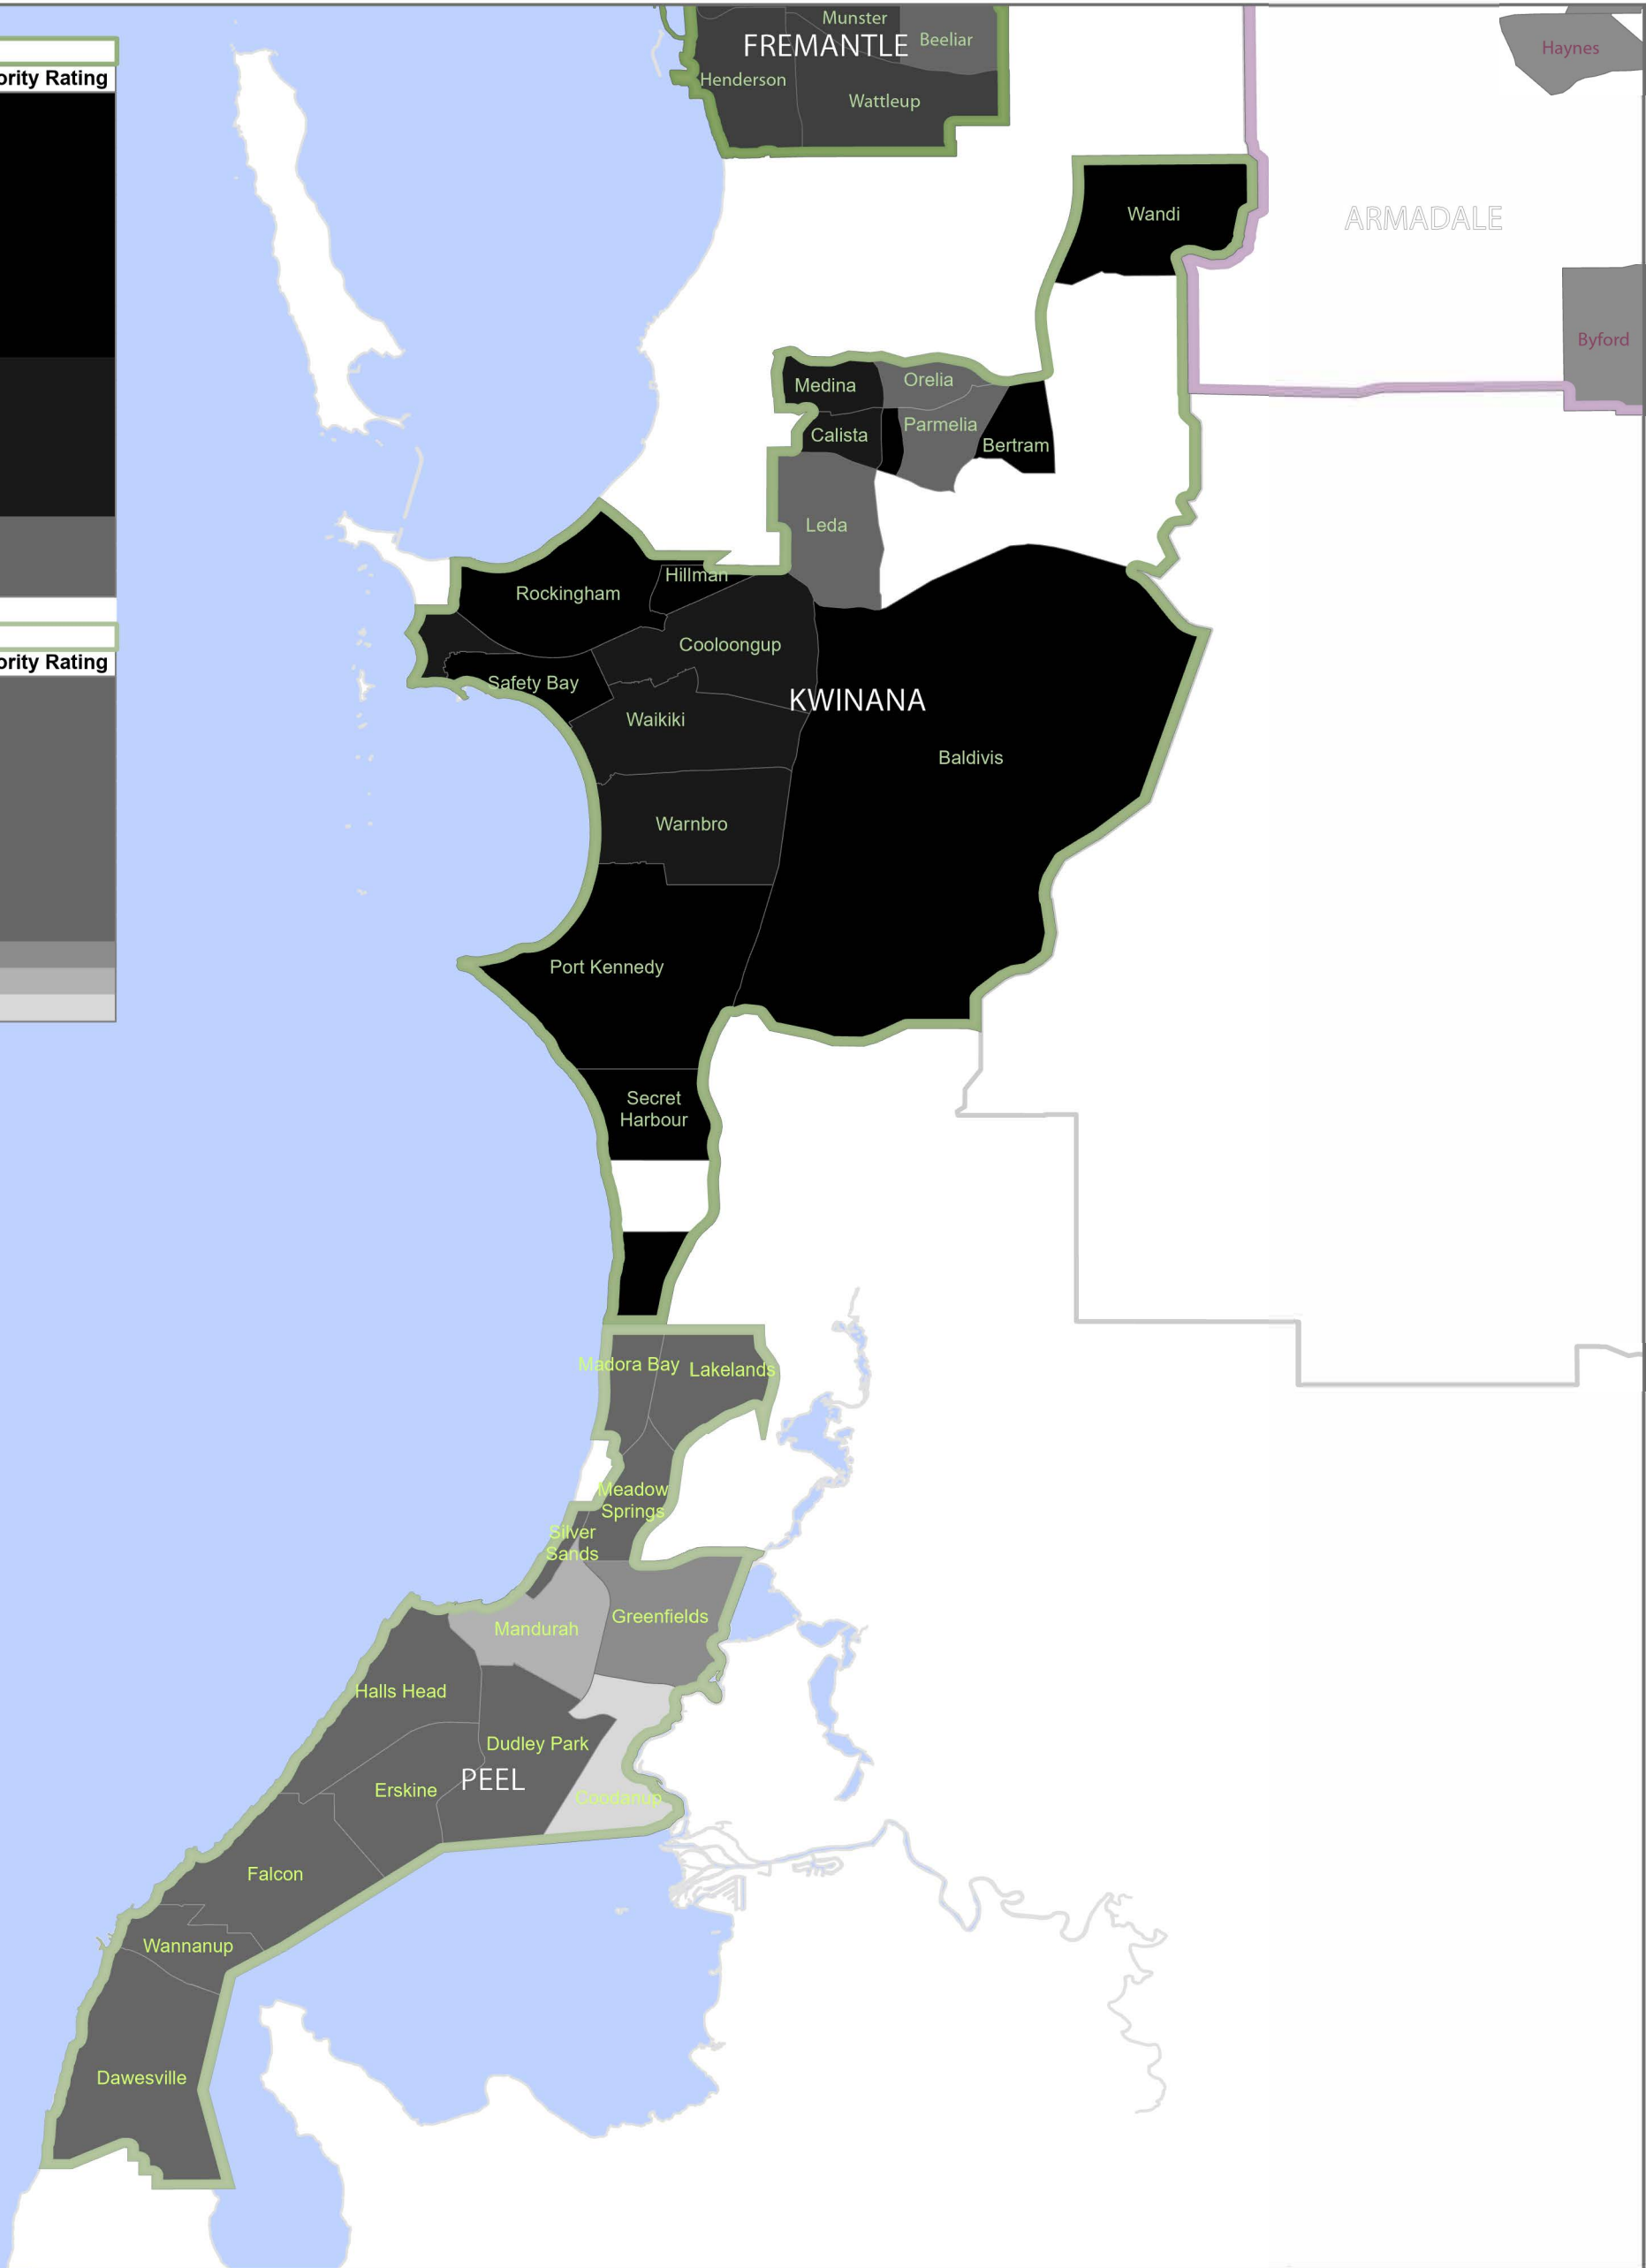 Munster
FREMANTLE
Beeliar
Haynes
ority Rating
Henderson
Wattleup
Wandi
ARMADALE
Byford
Medina
Orelia
Calista
Parmelia
Bertram
Leda
Rockingham
Hillman
Cooloongup
ority Rating
Safety Bay
KWINANA
Waikiki
Baldivis
Warnbro
Port Kennedy
Secret
Harbour
Madora Bay
Lakelands
Meadow
Springs
Silver
Sands
Mandurah
Greenfields
Halls Head
Dudley Park
PEEL
Erskine
Coodanup
Falcon
Wannanup
Dawesville